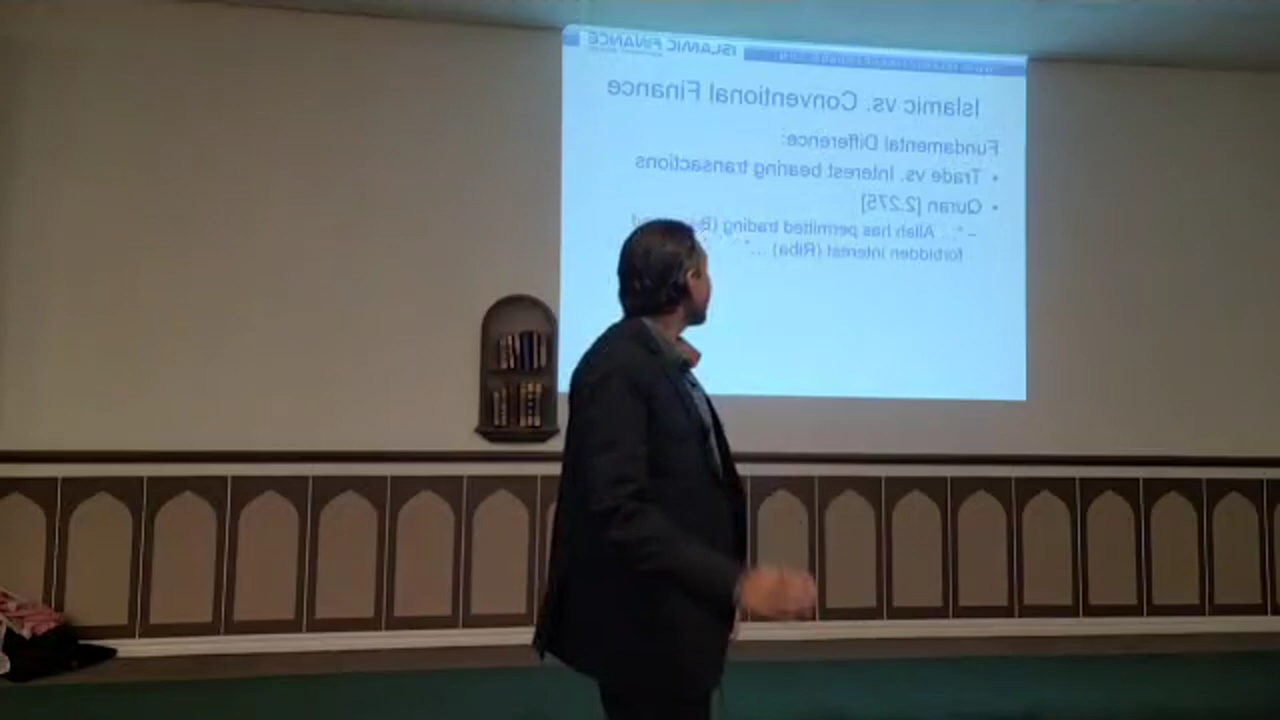 ISLAMIC FINANCE
Islamic vs. Conventional Finance
Fundamental Difference:
• Trade vs. Interest bearing transactions
• Quran [2.275]
– "... Allah has permitted trading
forbidden interest (Riba) ..."